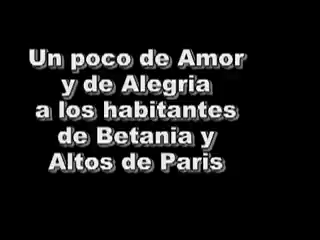 Un poco de Amor
y de Alegria
a los habitantes
de Betania y
Altos de Paris